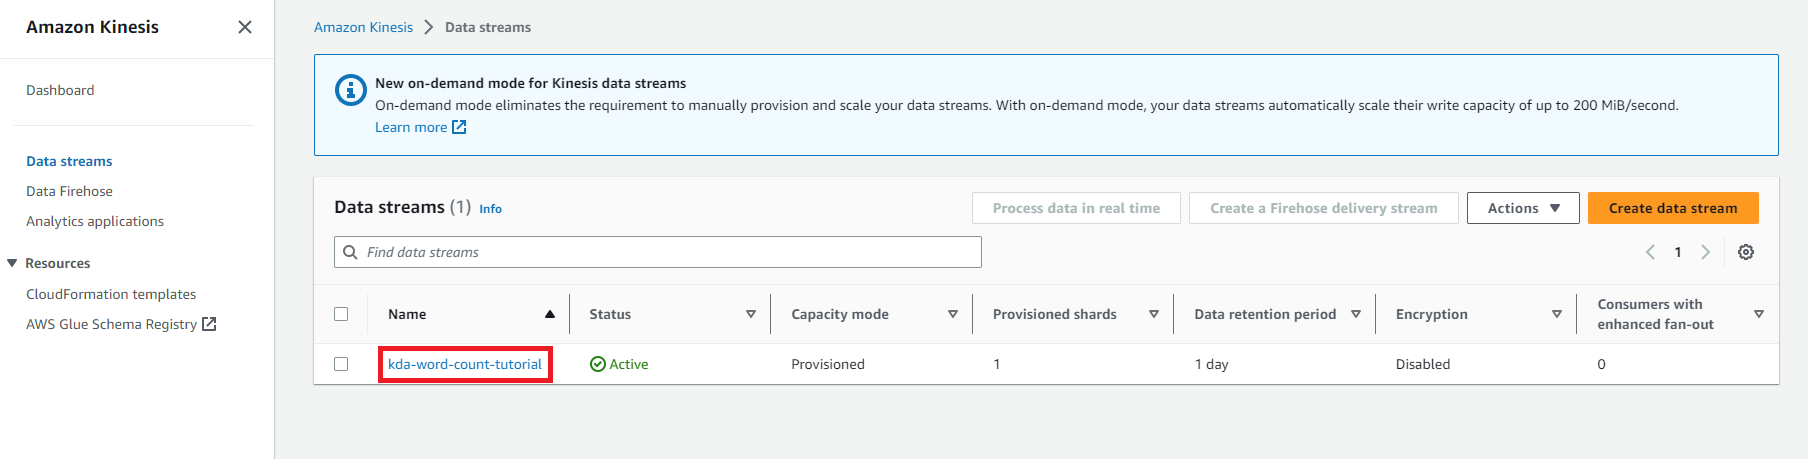 Amazon Kinesis
Dashboard
Data streams
Data Firehose
Analytics applications
Resources
CloudFormation templates
AWS Glue Schema Registry
Amazon Kinesis > Data streams
New on-demand mode for Kinesis data streams
On-demand mode eliminates the requirement to manually provision and scale your data streams. With on-demand mode, your data streams automatically scale their write capacity of up to 200 MiB/second.
Learn more
Data streams (1) Info
Process data in real time
Create a Firehose delivery stream
Actions
Create data stream
Find data streams
1
Name Status Capacity mode Provisioned shards Data retention period Encryption Consumers with
enhanced fan-out
kda-word-count-tutorial Active Provisioned 1 1 day Disabled 0